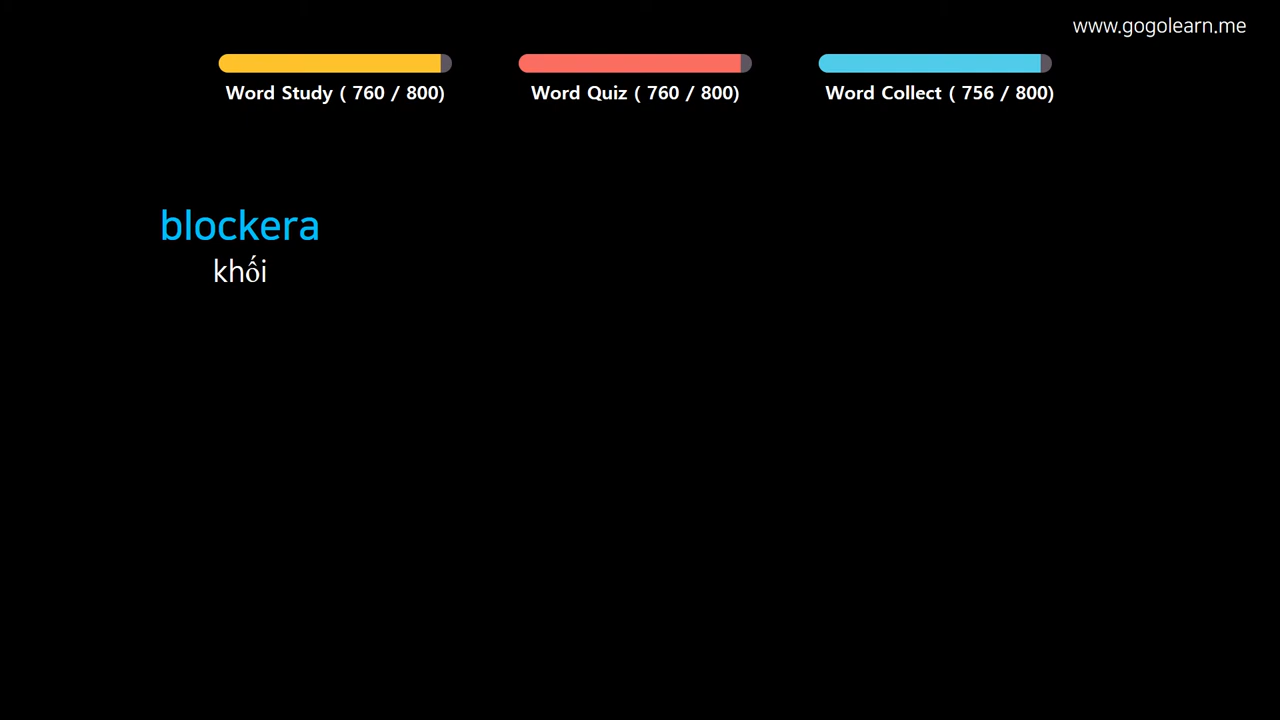 www.gogolearn.me
Word Study ( 760 / 800)
Word Quiz ( 760 / 800)
Word Collect ( 756 / 800)
blockera
khối